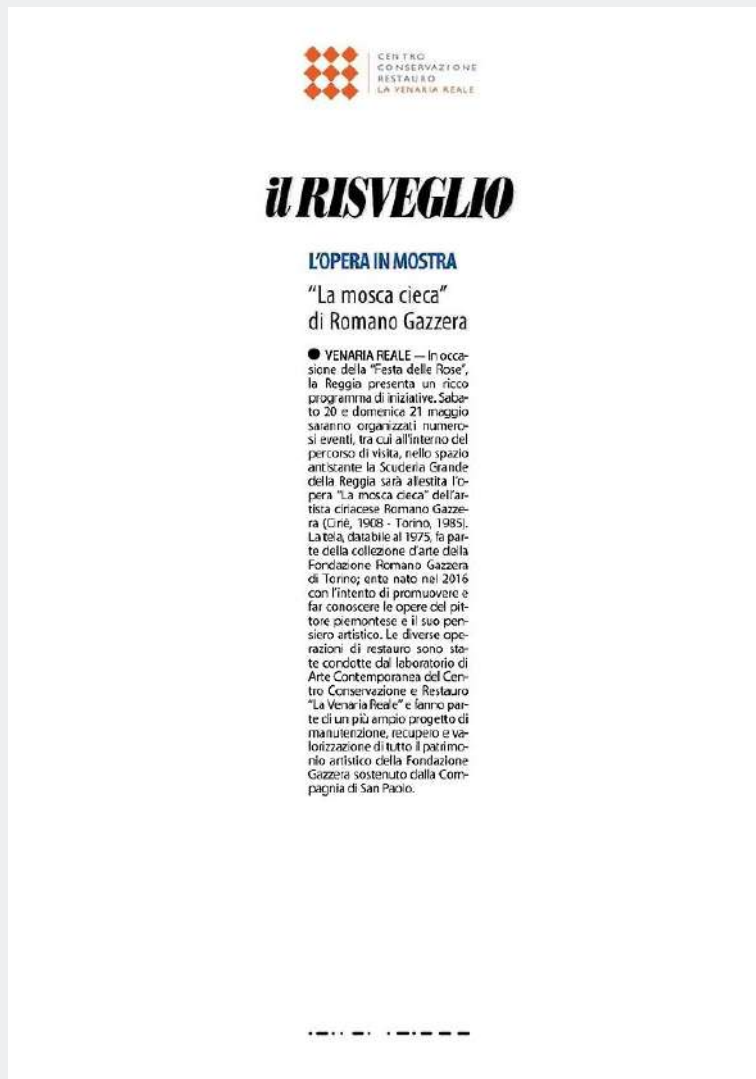 CENTRO
CONSERVAZIONE
RESTAURO
LA VENARIA REALE
il RISVEGLIO
L'OPERA IN MOSTRA
"La mosca cieca"
di Romano Gazzera
● VENARIA REALE — In occa-
sione della "Festa delle Rose",
la Reggia presenta un ricco
programma di iniziative. Saba-
to 20 e domenica 21 maggio
saranno organizzati numero-
si eventi, tra cui all'interno del
percorso di visita, nello spazio
antistante la Scuderia Grande
della Reggia sarà allestita l'o-
pera "La mosca cieca" dell'ar-
tista ciriacese Romano Gazze-
ra (Cirié, 1908 - Torino, 1985).
La tela, databile al 1975, fa par-
te della collezione d'arte della
Fondazione Romano Gazzera
di Torino; ente nato nel 2016
con l'intento di promuovere e
far conoscere le opere del pit-
tore piemontese e il suo pen-
siero artistico. Le diverse ope-
razioni di restauro sono sta-
te condotte dal laboratorio di
Arte Contemporanea del Cen-
tro Conservazione e Restauro
"La Venaria Reale" e fanno par-
te di un più ampio progetto di
manutenzione, recupero e va-
lorizzazione di tutto il patrimo-
nio artistico della Fondazione
Gazzera sostenuto dalla Com-
pagnia di San Paolo.